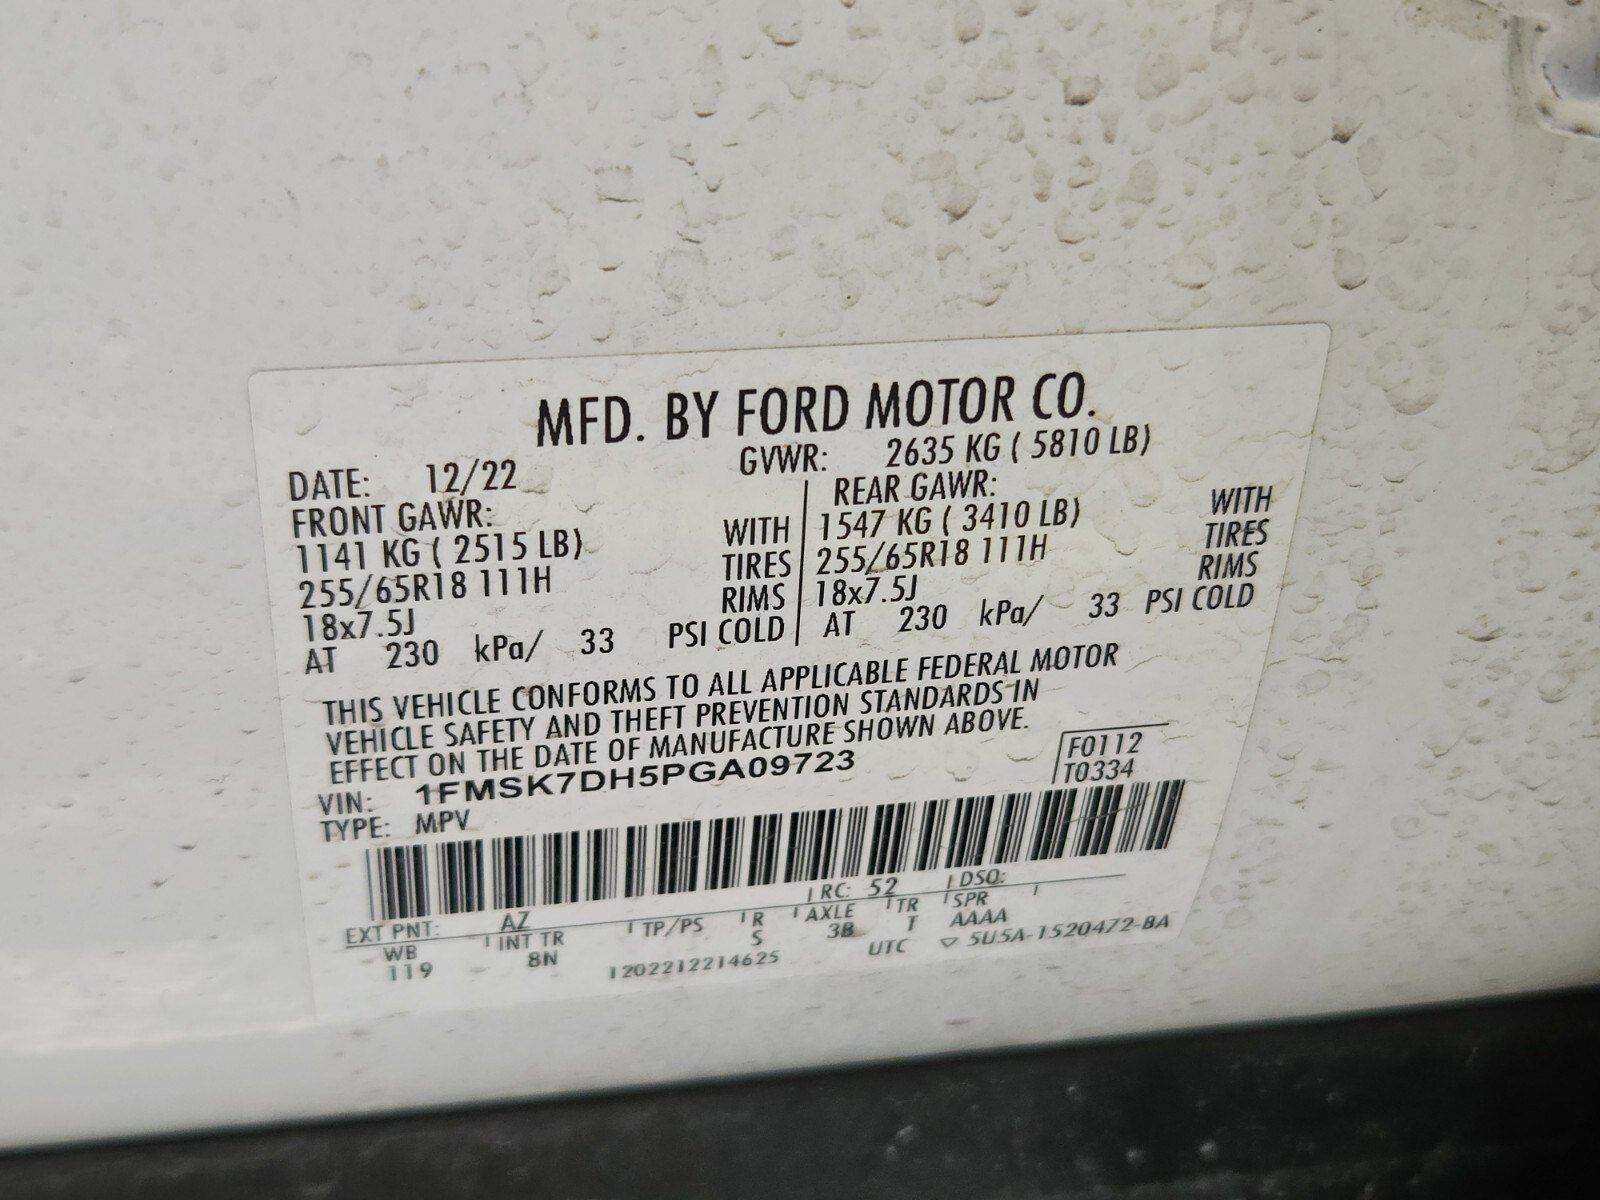 MFD. BY FORD MOTOR CO.
DATE: 12/22 GVWR: 2635 KG ( 5810 LB)
FRONT GAWR: REAR GAWR:
1141 KG ( 2515 LB) WITH 1547 KG ( 3410 LB) WITH
255/65R18 111H TIRES 255/65R18 111H TIRES
18x7.5J RIMS 18x7.5J RIMS
AT 230 kPa/ 33 PSI COLD AT 230 kPa/ 33 PSI COLD
THIS VEHICLE CONFORMS TO ALL APPLICABLE FEDERAL MOTOR
VEHICLE SAFETY AND THEFT PREVENTION STANDARDS IN
EFFECT ON THE DATE OF MANUFACTURE SHOWN ABOVE.
VIN: 1FMSK7DH5PGA09723 F0112
TYPE: MPV T0334
EXT PNT: AZ RC: 52 DSO:
WB INT TR TP/PS R AXLE TR SPR
119 8N S 3B T AAAA
1202212214625 UTC ▽ 5U5A-1520472-BA